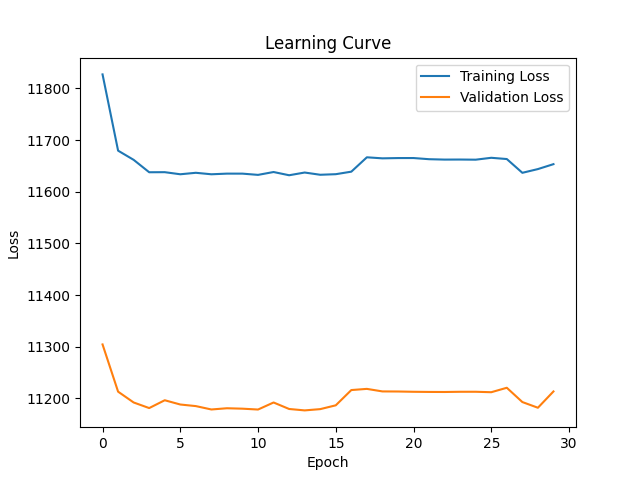 Learning Curve
Training Loss
Validation Loss
11800
11700
11600
11500
11400
11300
11200
Loss
0 5 10 15 20 25 30
Epoch